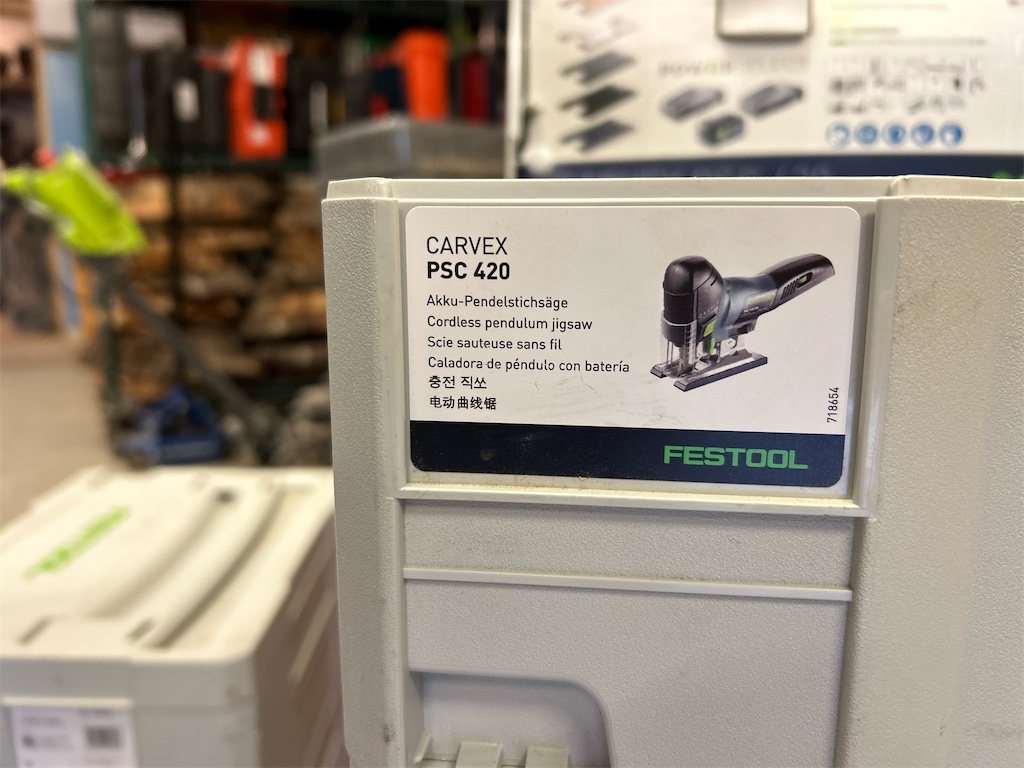 CARVEX
PSC 420
Akku-Pendelstichsäge
Cordless pendulum jigsaw
Scie sauteuse sans fil
Caladora de péndulo con batería
충전 직쏘
电动曲线锯
718654
FESTOOL